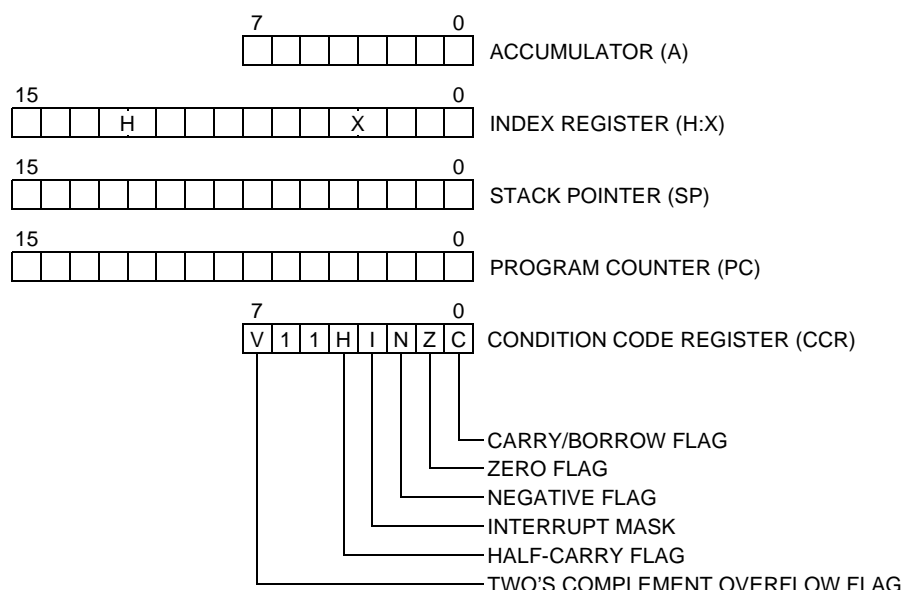 7 0
ACCUMULATOR (A)
15 0
H X INDEX REGISTER (H:X)
15 0
STACK POINTER (SP)
15 0
PROGRAM COUNTER (PC)
7 0
V 1 1 H I N Z C CONDITION CODE REGISTER (CCR)
CARRY/BORROW FLAG
ZERO FLAG
NEGATIVE FLAG
INTERRUPT MASK
HALF-CARRY FLAG
TWO'S COMPLEMENT OVERFLOW FLAG